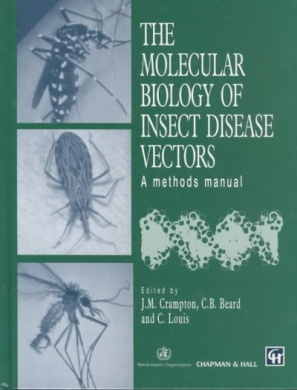 THE
MOLECULAR
BIOLOGY OF
INSECT DISEASE
VECTORS
A methods manual
Edited by
J.M. Crampton, C.B. Beard
and C. Louis
World Health Organization
CHAPMAN & HALL
CH